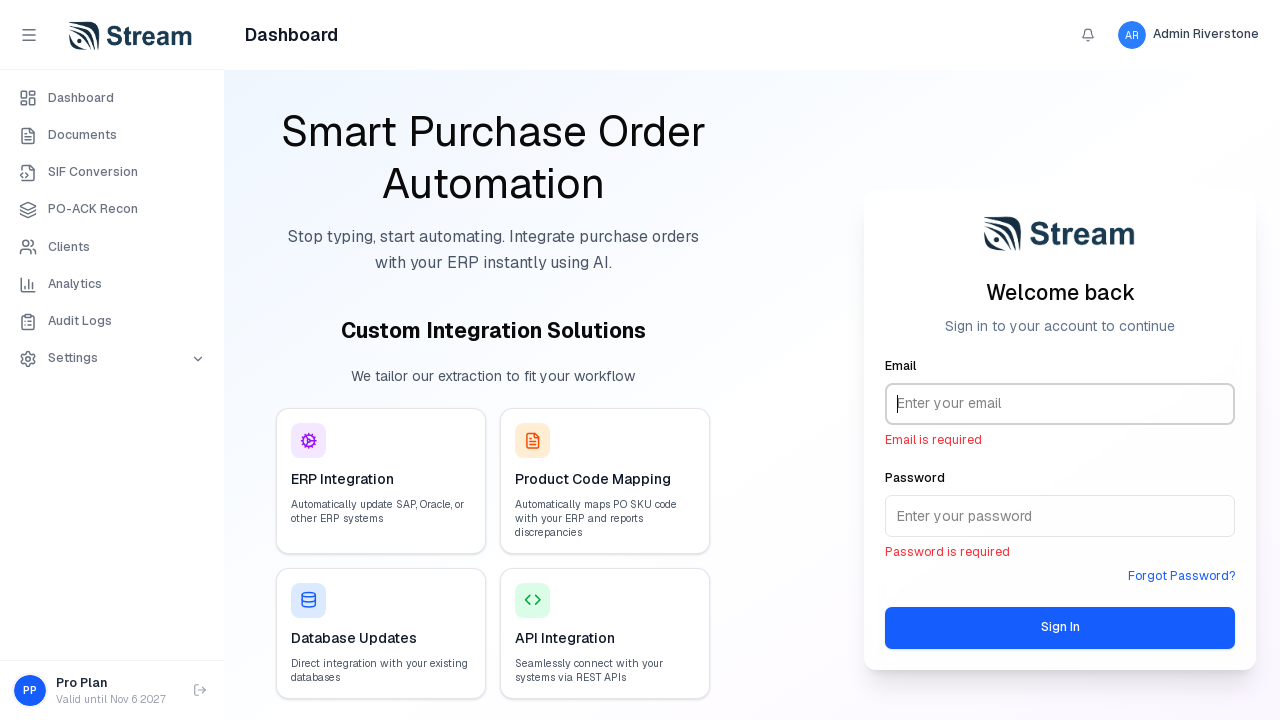 Stream
Dashboard
AR
Admin Riverstone
Dashboard
Documents
SIF Conversion
PO-ACK Recon
Clients
Analytics
Audit Logs
Settings
PP
Pro Plan
Valid until Nov 6 2027
Smart Purchase Order
Automation
Stop typing, start automating. Integrate purchase orders
with your ERP instantly using AI.
Custom Integration Solutions
We tailor our extraction to fit your workflow
ERP Integration
Automatically update SAP, Oracle, or
other ERP systems
Product Code Mapping
Automatically maps PO SKU code
with your ERP and reports
discrepancies
Database Updates
Direct integration with your existing
databases
API Integration
Seamlessly connect with your
systems via REST APIs
Stream
Welcome back
Sign in to your account to continue
Email
Enter your email
Email is required
Password
Enter your password
Password is required
Forgot Password?
Sign In